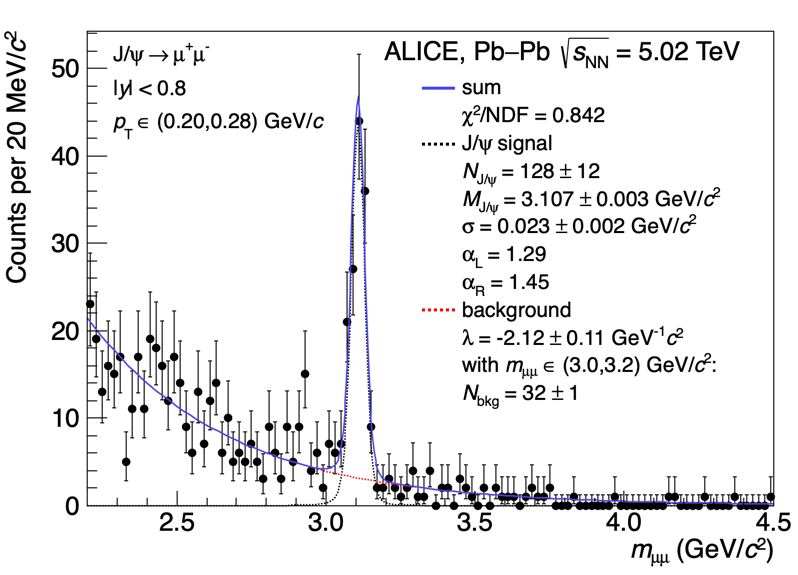 Counts per 20 MeV/c²
50
40
30
20
10
0
J/ψ → μ⁺μ⁻
|y| < 0.8
p_T ∈ (0.20,0.28) GeV/c
ALICE, Pb–Pb √s_NN = 5.02 TeV
sum
χ²/NDF = 0.842
J/ψ signal
N_J/ψ = 128 ± 12
M_J/ψ = 3.107 ± 0.003 GeV/c²
σ = 0.023 ± 0.002 GeV/c²
α_L = 1.29
α_R = 1.45
background
λ = -2.12 ± 0.11 GeV⁻¹c²
with m_μμ ∈ (3.0,3.2) GeV/c²:
N_bkg = 32 ± 1
2.5 3.0 3.5 4.0 4.5
m_μμ (GeV/c²)